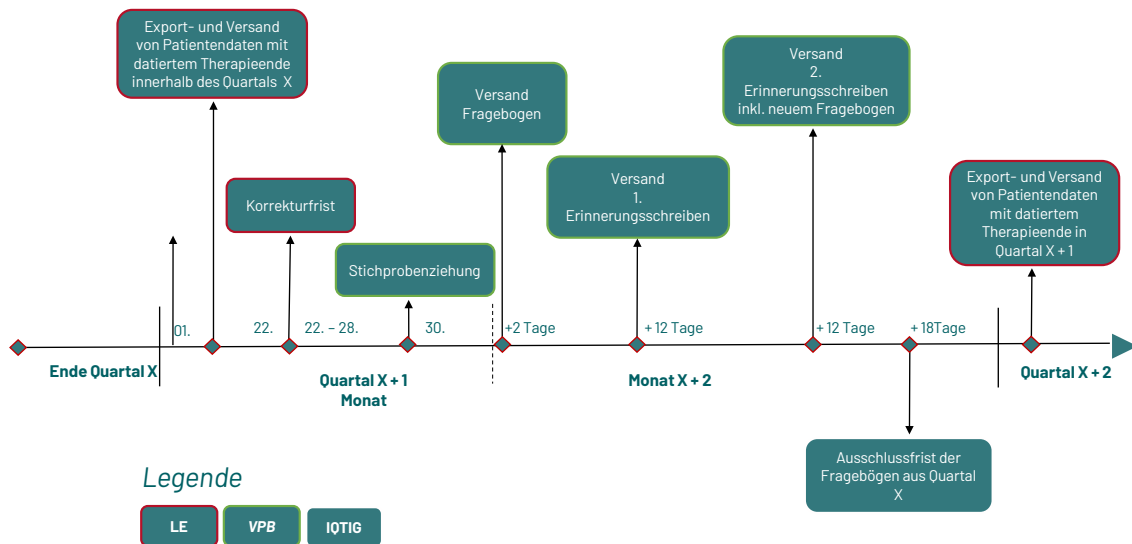 Export- und Versand
von Patientendaten mit
datiertem Therapieende
innerhalb des Quartals X
Korrekturfrist
Stichprobenziehung
Versand
Fragebogen
Versand
1.
Erinnerungsschreiben
Versand
2.
Erinnerungsschreiben
inkl. neuem Fragebogen
Export- und Versand
von Patientendaten
mit datiertem
Therapieende in
Quartal X + 1
01.
22.
22. – 28.
30.
+2 Tage
+ 12 Tage
+ 12 Tage
+ 18Tage
Ende Quartal X
Quartal X + 1
Monat
Monat X + 2
Quartal X + 2
Ausschlussfrist der
Fragebögen aus Quartal
X
Legende
LE
VPB
IQTIG